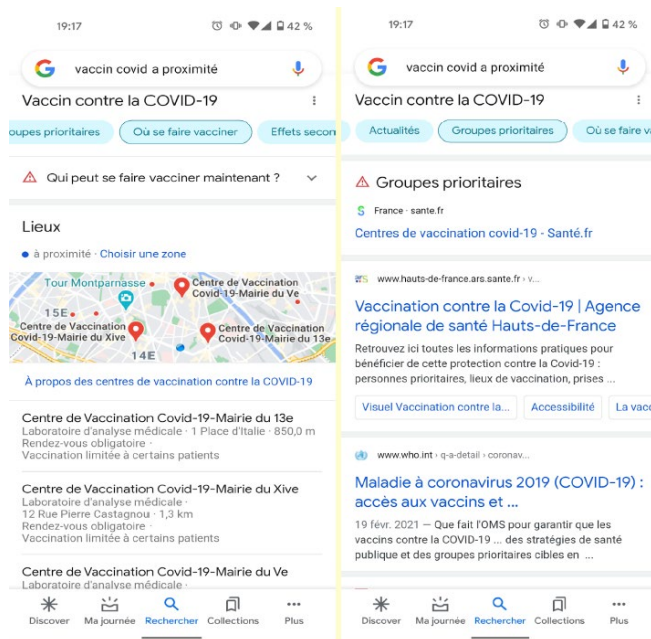 19:17
42 %
vaccin covid a proximité
Vaccin contre la COVID-19
oupes prioritaires
Où se faire vacciner
Effets secon
Qui peut se faire vacciner maintenant ?
Lieux
à proximité · Choisir une zone
Tour Montparnasse
Centre de Vaccination
Covid-19-Mairie du Ve
15E
Centre de Vaccination
Covid-19-Mairie du Xive
Centre de Vaccination
Covid-19-Mairie du 13e
14E
À propos des centres de vaccination contre la COVID-19
Centre de Vaccination Covid-19-Mairie du 13e
Laboratoire d'analyse médicale · 1 Place d'Italie · 850,0 m
Rendez-vous obligatoire ·
Vaccination limitée à certains patients
Centre de Vaccination Covid-19-Mairie du Xive
Laboratoire d'analyse médicale ·
12 Rue Pierre Castagnou · 1,3 km
Rendez-vous obligatoire ·
Vaccination limitée à certains patients
Centre de Vaccination Covid-19-Mairie du Ve
Laboratoire d'analyse médicale ·
Discover
Ma journée
Rechercher
Collections
Plus
19:17
42 %
vaccin covid a proximité
Vaccin contre la COVID-19
Actualités
Groupes prioritaires
Où se faire va
Groupes prioritaires
France · sante.fr
Centres de vaccination covid-19 - Santé.fr
www.hauts-de-france.ars.sante.fr › v...
Vaccination contre la Covid-19 | Agence
régionale de santé Hauts-de-France
Retrouvez ici toutes les informations pratiques pour
bénéficier de cette protection contre la Covid-19 :
personnes prioritaires, lieux de vaccination, prises ...
Visuel Vaccination contre la...
Accessibilité
La vacc
www.who.int › q-a-detail › coronav...
Maladie à coronavirus 2019 (COVID-19) :
accès aux vaccins et ...
19 févr. 2021 — Que fait l'OMS pour garantir que les
vaccins contre la COVID-19 ... des stratégies de santé
publique et des groupes prioritaires cibles en ...
Discover
Ma journée
Rechercher
Collections
Plus